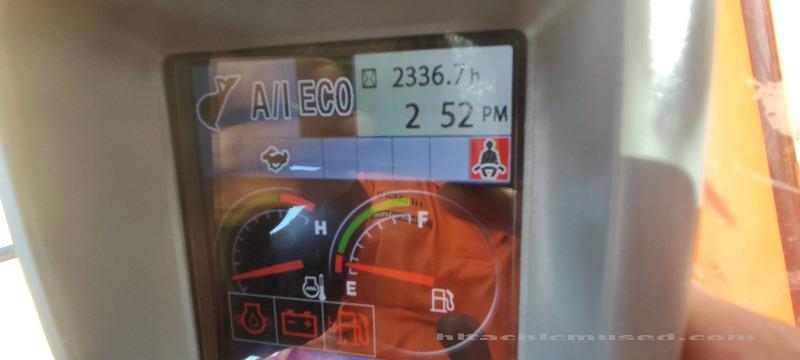 A/I ECO
2336.7h
2 52 PM
H
F
E
hitachicmused.com